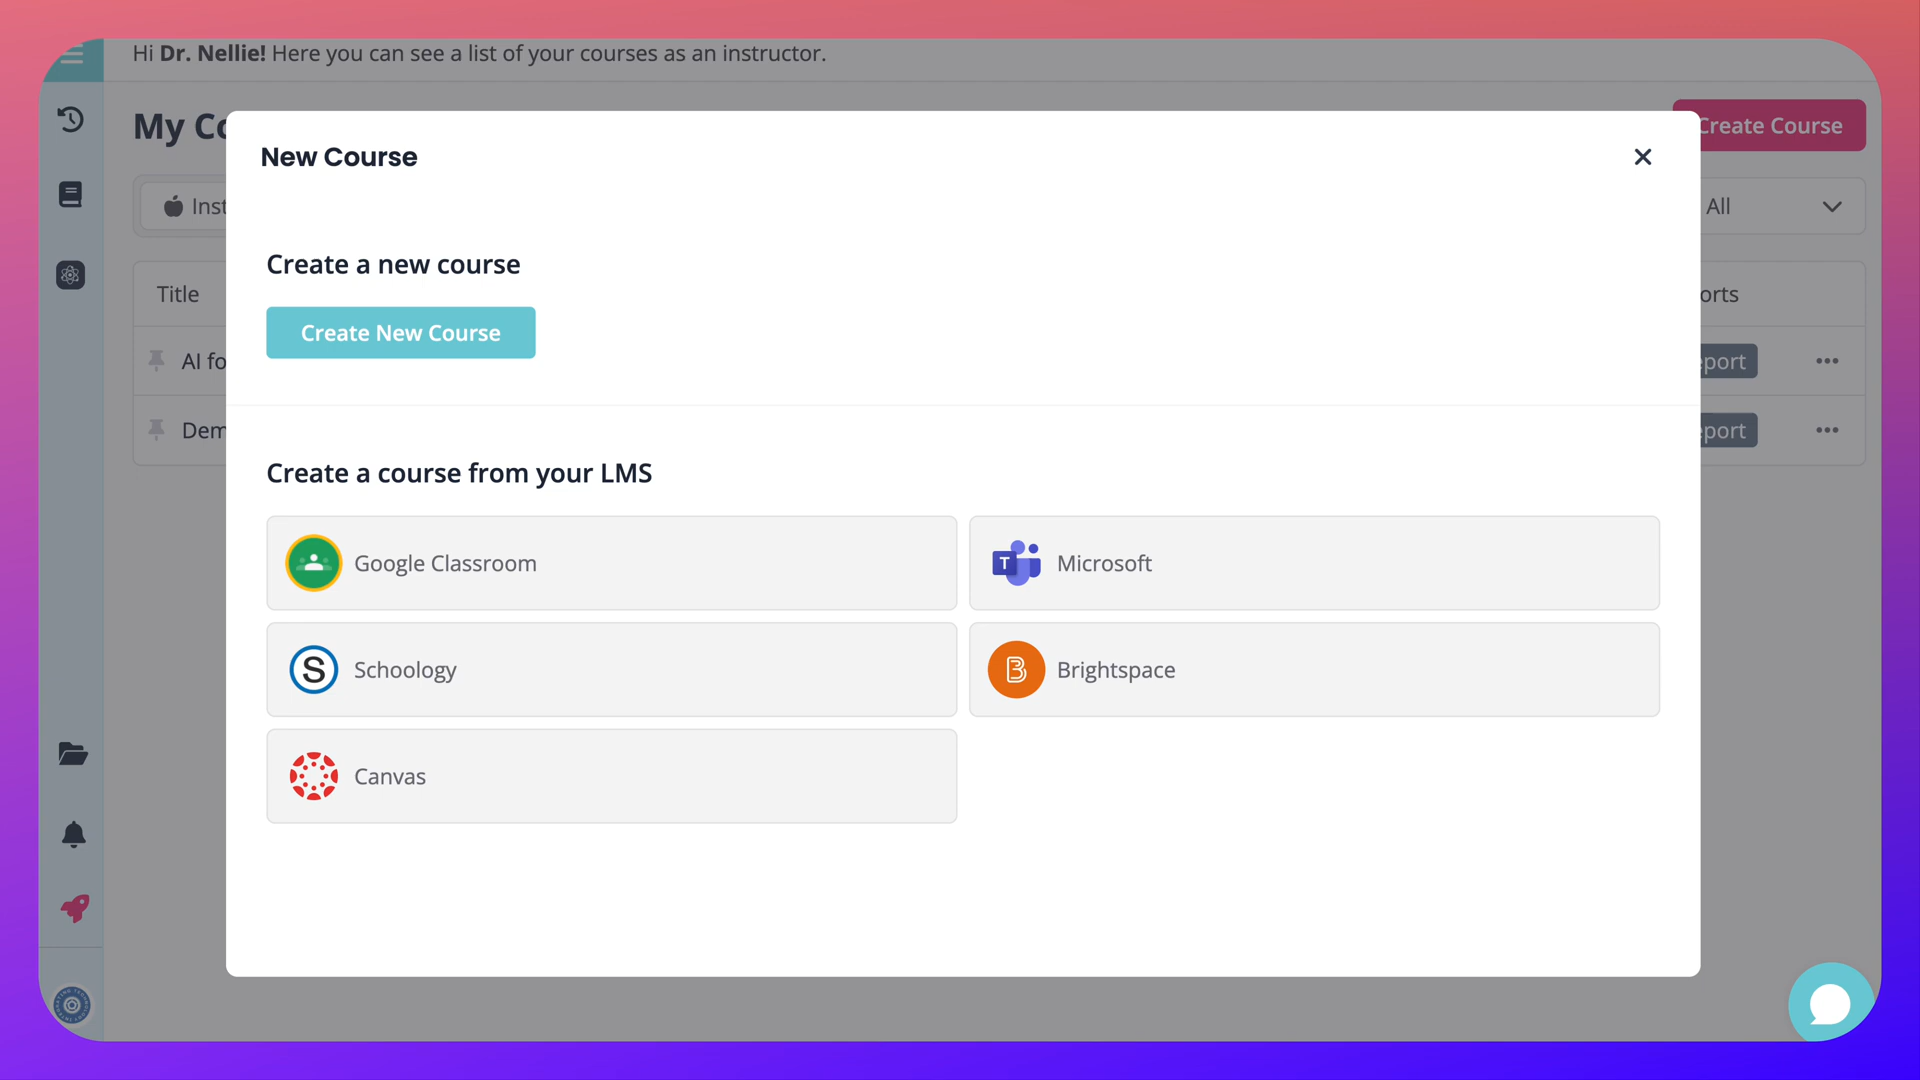 Hi Dr. Nellie! Here you can see a list of your courses as an instructor.
My Co
Create Course
New Course
Inst
All
Create a new course
Title
orts
Create New Course
AI fo
port
Dem
port
Create a course from your LMS
Google Classroom
T
Microsoft
S
Schoology
B
Brightspace
Canvas